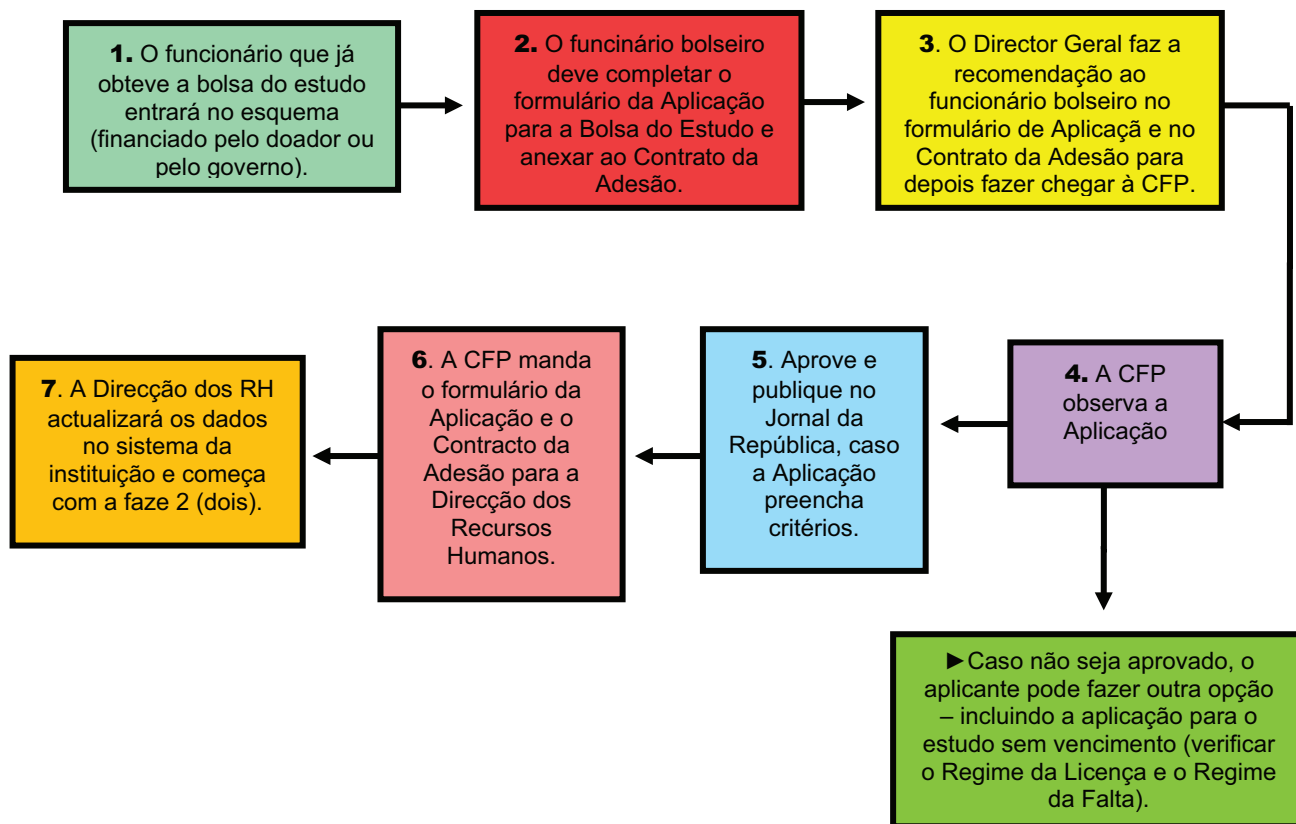 1. O funcionário que já
obteve a bolsa do estudo
entrará no esquema
(financiado pelo doador ou
pelo governo).
2. O funcinário bolseiro
deve completar o
formulário da Aplicação
para a Bolsa do Estudo e
anexar ao Contrato da
Adesão.
3. O Director Geral faz a
recomendação ao
funcionário bolseiro no
formulário de Aplicaçã e no
Contrato da Adesão para
depois fazer chegar à CFP.
4. A CFP
observa a
Aplicação
5. Aprove e
publique no
Jornal da
República, caso
a Aplicação
preencha
critérios.
6. A CFP manda
o formulário da
Aplicação e o
Contracto da
Adesão para a
Direcção dos
Recursos
Humanos.
7. A Direcção dos RH
actualizará os dados
no sistema da
instituição e começa
com a faze 2 (dois).
►Caso não seja aprovado, o
aplicante pode fazer outra opção
– incluindo a aplicação para o
estudo sem vencimento (verificar
o Regime da Licença e o Regime
da Falta).